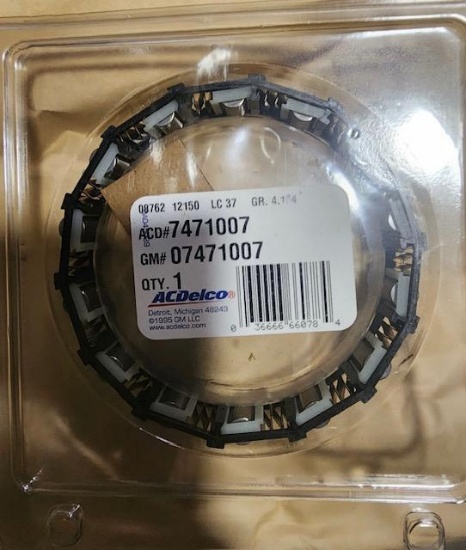 08762 12150 LC 37 GR. 4.164
ACD#7471007
GM# 07471007
QTY. 1
ACDelco®
Detroit, Michigan 48243
©1995 GM LLC
www.acdelco.com
0 36666 66078 4